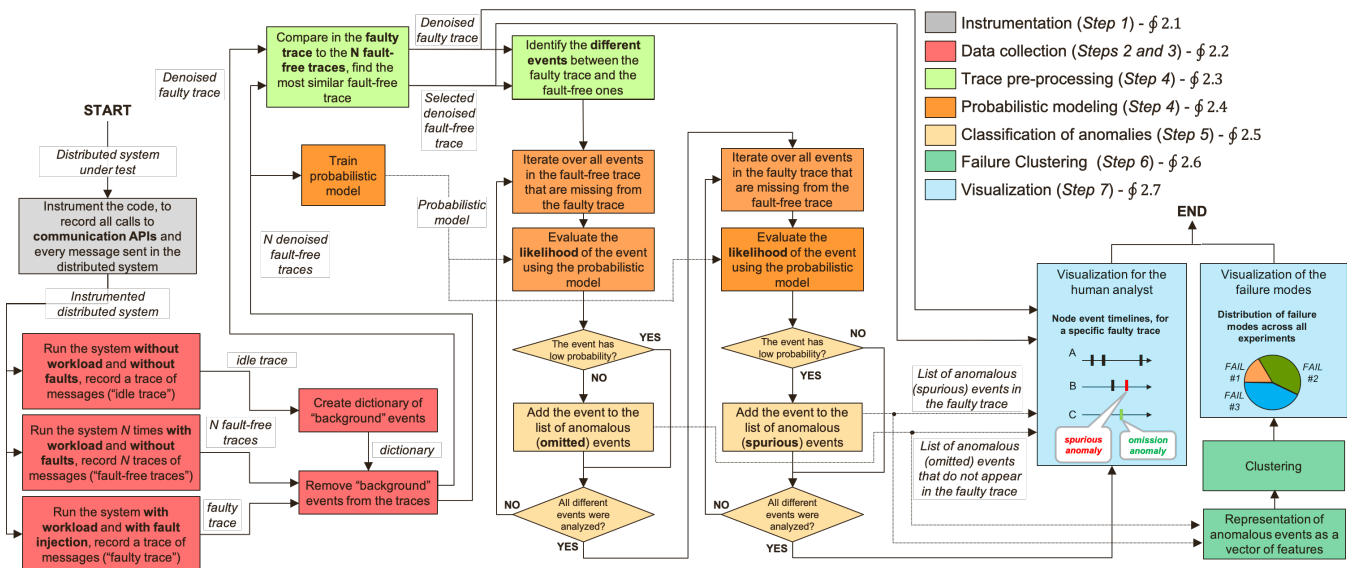 START
Distributed system
under test
Instrument the code, to
record all calls to
communication APIs and
every message sent in the
distributed system
Instrumented
distributed system
Run the system without
workload and without
faults, record a trace of
messages (“idle trace”)
Run the system N times with
workload and without
faults, record N traces of
messages (“fault-free traces”)
Run the system with
workload and with fault
injection, record a trace of
messages (“faulty trace”)
idle trace
N fault-free
traces
faulty
trace
Create dictionary of
“background” events
dictionary
Remove “background”
events from the traces
Denoised
faulty trace
N denoised
fault-free
traces
Compare in the faulty
trace to the N fault-
free traces, find the
most similar fault-free
trace
Train
probabilistic
model
Probabilistic
model
Denoised
faulty trace
Selected
denoised
fault-free
trace
Identify the different
events between the
faulty trace and the
fault-free ones
Iterate over all events
in the fault-free trace
that are missing from
the faulty trace
Evaluate the
likelihood of the event
using the probabilistic
model
The event has
low probability?
YES
NO
Add the event to the
list of anomalous
(omitted) events
All different
events were
analyzed?
NO
YES
Iterate over all events
in the faulty trace that
are missing from the
fault-free trace
Evaluate the
likelihood of the event
using the probabilistic
model
The event has
low probability?
NO
YES
Add the event to the
list of anomalous
(spurious) events
All different
events were
analyzed?
NO
YES
List of anomalous
(spurious) events in
the faulty trace
List of anomalous
(omitted) events
that do not appear
in the faulty trace
Instrumentation (Step 1) - § 2.1
Data collection (Steps 2 and 3) - § 2.2
Trace pre-processing (Step 4) - § 2.3
Probabilistic modeling (Step 4) - § 2.4
Classification of anomalies (Step 5) - § 2.5
Failure Clustering (Step 6) - § 2.6
Visualization (Step 7) - § 2.7
END
Visualization for the
human analyst
Node event timelines, for
a specific faulty trace
A
B
C
spurious
anomaly
omission
anomaly
Visualization of the
failure modes
Distribution of failure
modes across all
experiments
FAIL
#1
FAIL
#2
FAIL
#3
Clustering
Representation of
anomalous events as a
vector of features